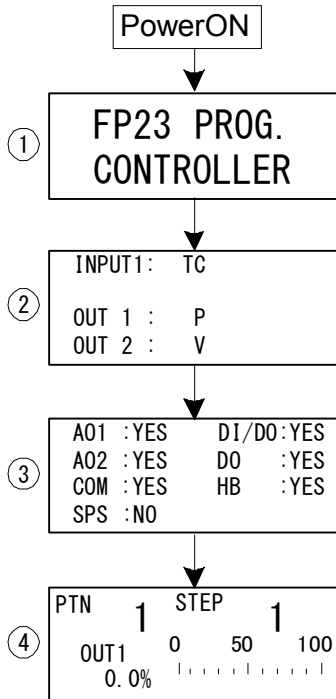 PowerON
①
FP23 PROG.
CONTROLLER
②
INPUT1: TC
OUT 1 : P
OUT 2 : V
③
AO1 :YES DI/DO:YES
AO2 :YES DO :YES
COM :YES HB :YES
SPS :NO
④
PTN 1 STEP 1
OUT1 0 50 100
0.0%